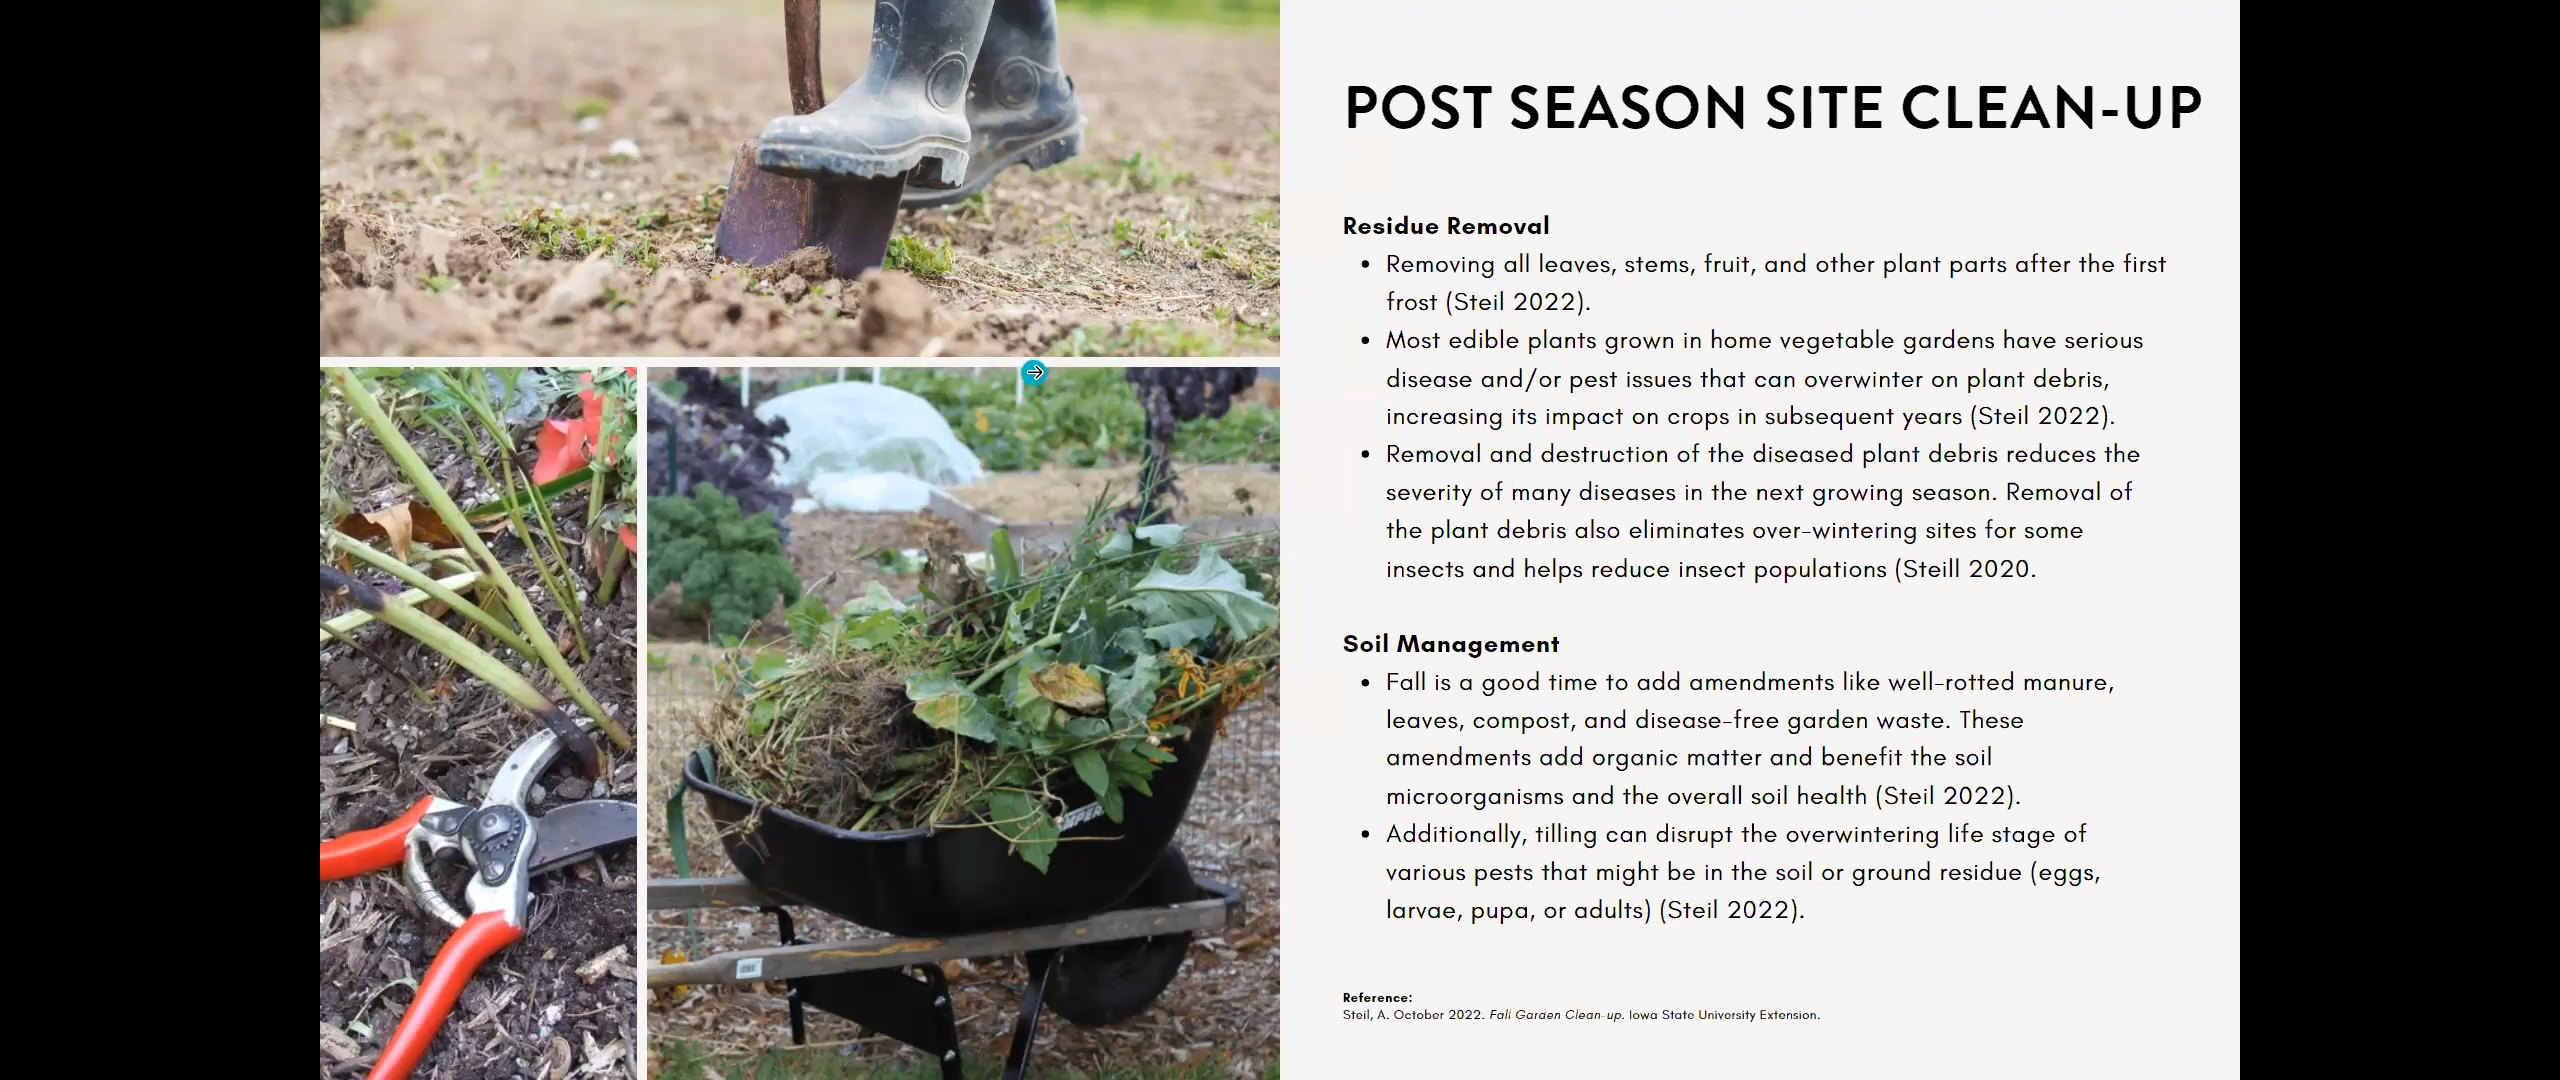 POST SEASON SITE CLEAN-UP
Residue Removal
• Removing all leaves, stems, fruit, and other plant parts after the first
frost (Steil 2022).
• Most edible plants grown in home vegetable gardens have serious
disease and/or pest issues that can overwinter on plant debris,
increasing its impact on crops in subsequent years (Steil 2022).
• Removal and destruction of the diseased plant debris reduces the
severity of many diseases in the next growing season. Removal of
the plant debris also eliminates over-wintering sites for some
insects and helps reduce insect populations (Steill 2020.
Soil Management
• Fall is a good time to add amendments like well-rotted manure,
leaves, compost, and disease-free garden waste. These
amendments add organic matter and benefit the soil
microorganisms and the overall soil health (Steil 2022).
• Additionally, tilling can disrupt the overwintering life stage of
various pests that might be in the soil or ground residue (eggs,
larvae, pupa, or adults) (Steil 2022).
Reference:
Steil, A. October 2022. Fall Garden Clean-up. Iowa State University Extension.